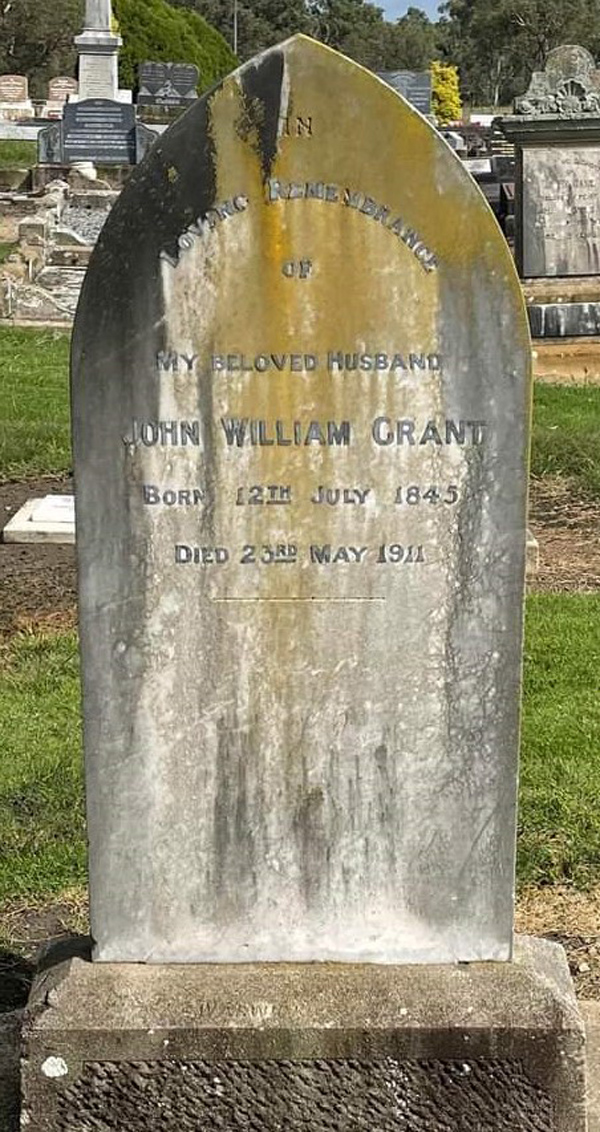 IN
LOVING REMEMBRANCE
OF
MY BELOVED HUSBAND
JOHN WILLIAM GRANT
BORN 12TH JULY 1845
DIED 23RD MAY 1911